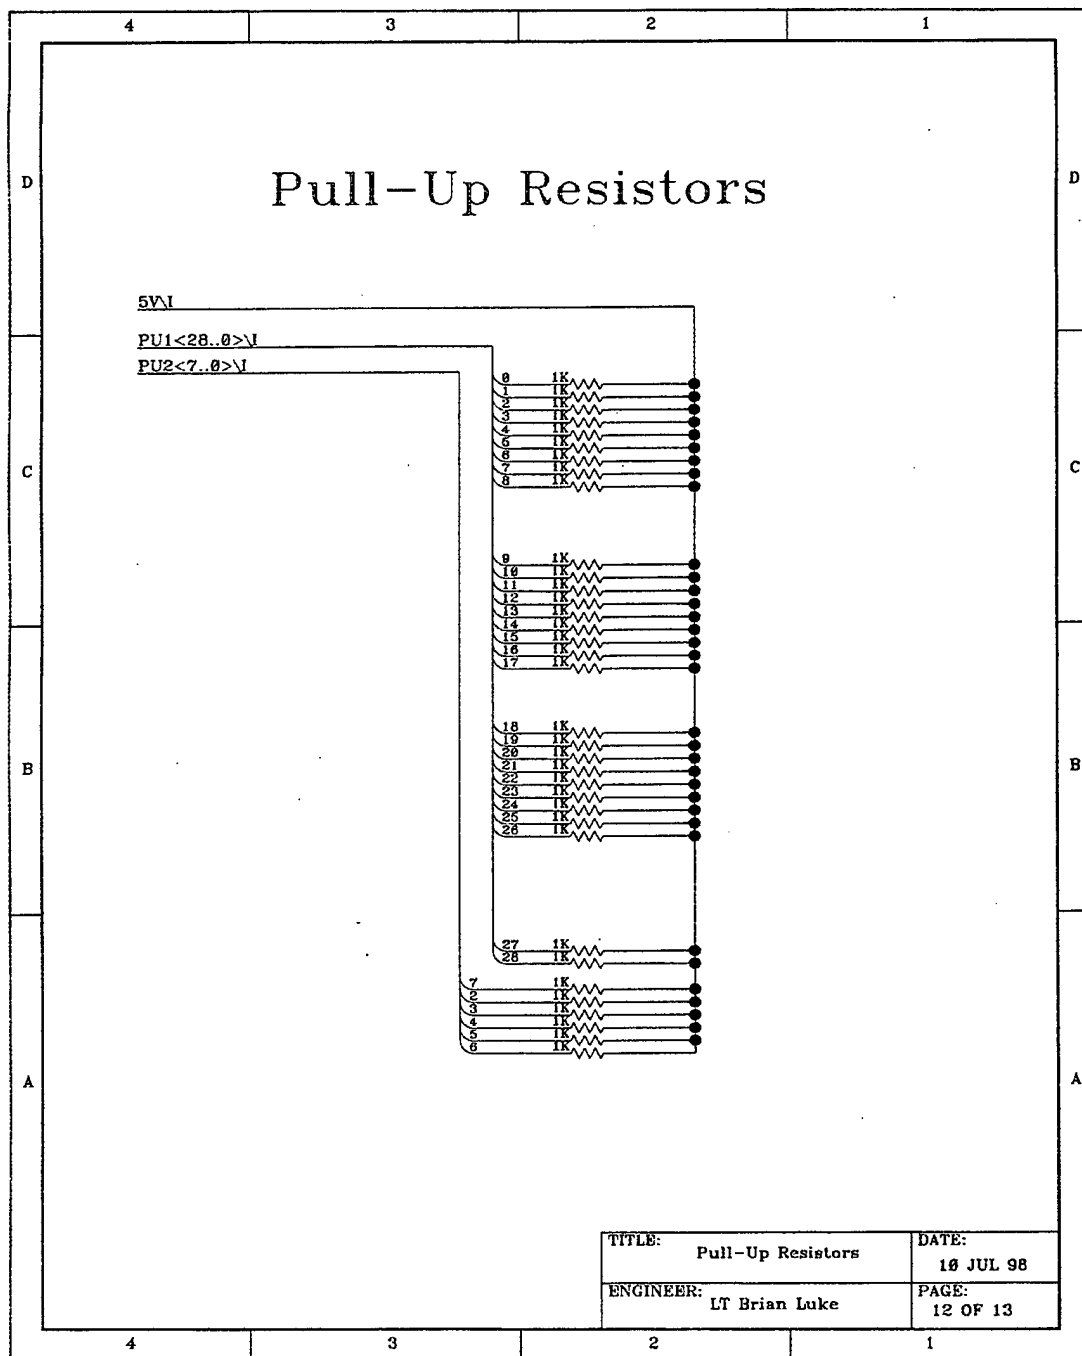 4 3 2 1
D D
Pull-Up Resistors
5V\I
PU1<28..0>\I
PU2<7..0>\I
0 1K
1 1K
2 1K
3 1K
4 1K
5 1K
6 1K
7 1K
8 1K
C C
9 1K
10 1K
11 1K
12 1K
13 1K
14 1K
15 1K
16 1K
17 1K
18 1K
19 1K
20 1K
21 1K
22 1K
23 1K
24 1K
25 1K
26 1K
B B
27 1K
28 1K
7 1K
2 1K
3 1K
4 1K
5 1K
6 1K
A A
TITLE: Pull-Up Resistors
DATE: 10 JUL 98
ENGINEER: LT Brian Luke
PAGE: 12 OF 13
4 3 2 1